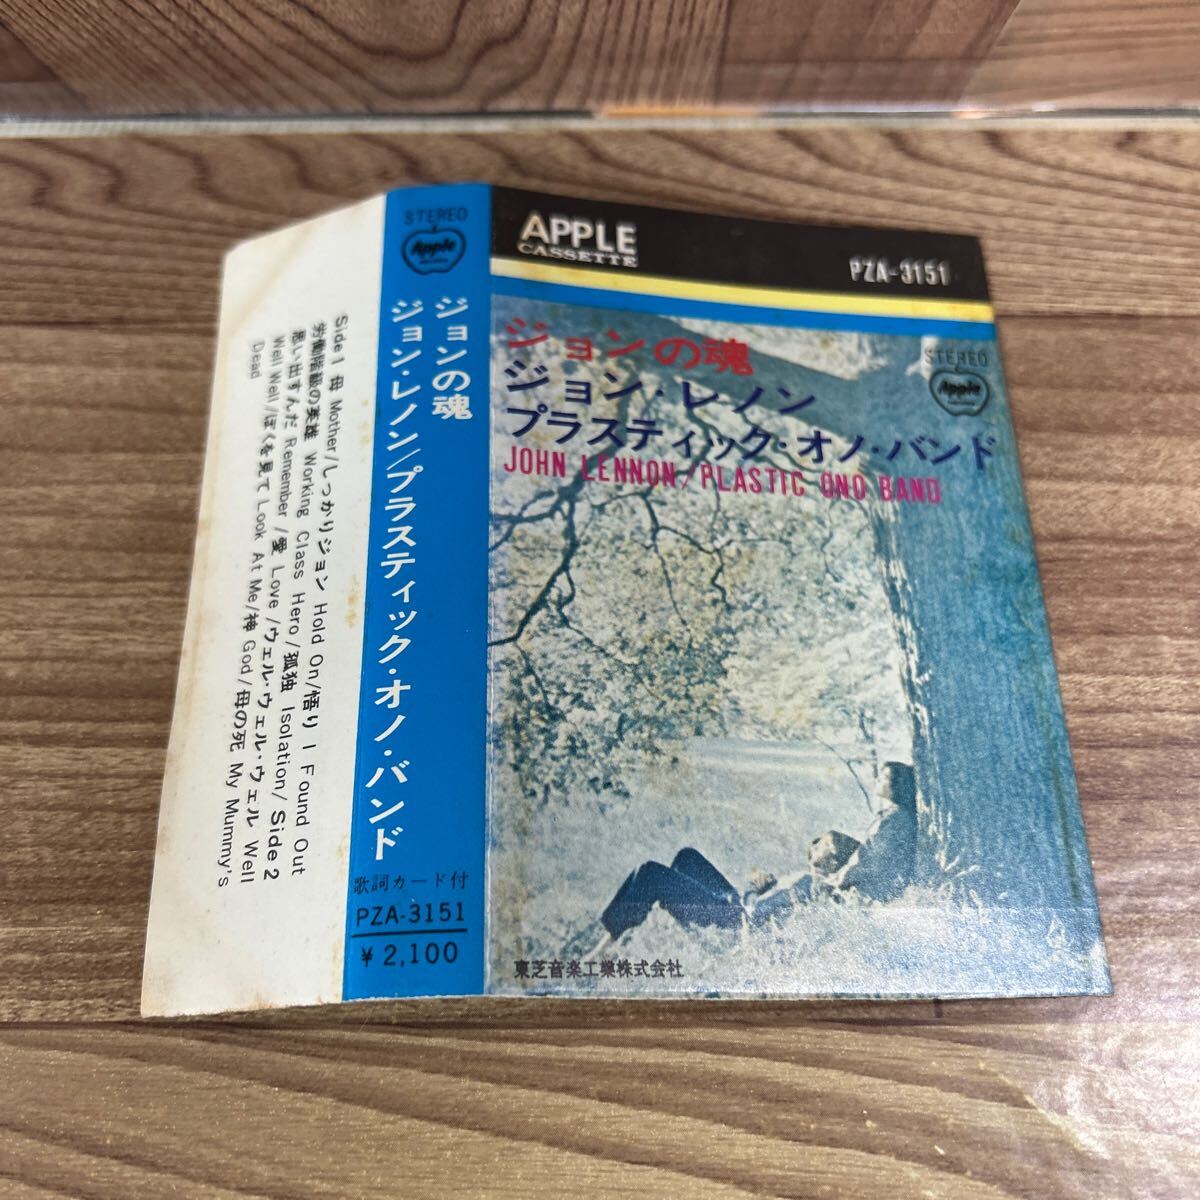 APPLE
CASSETTE
PZA-3151
STEREO
Apple
ジョンの魂
ジョン・レノン
プラスティック・オノ・バンド
JOHN LENNON/PLASTIC ONO BAND
東芝音楽工業株式会社
STEREO
Apple
ジョンの魂
ジョン・レノン/プラスティック・オノ・バンド
歌詞カード付
PZA-3151
¥ 2,100
Side 1 母 Mother/しっかりジョン Hold On/悟り I Found Out
労働階級の英雄 Working Class Hero/孤独 Isolation/ Side 2
思い出すんだ Remember /愛 Love /ウェル・ウェル・ウェル Well
Well Well /ぼくを見て Look At Me/神 God/母の死 My Mummy's
Dead